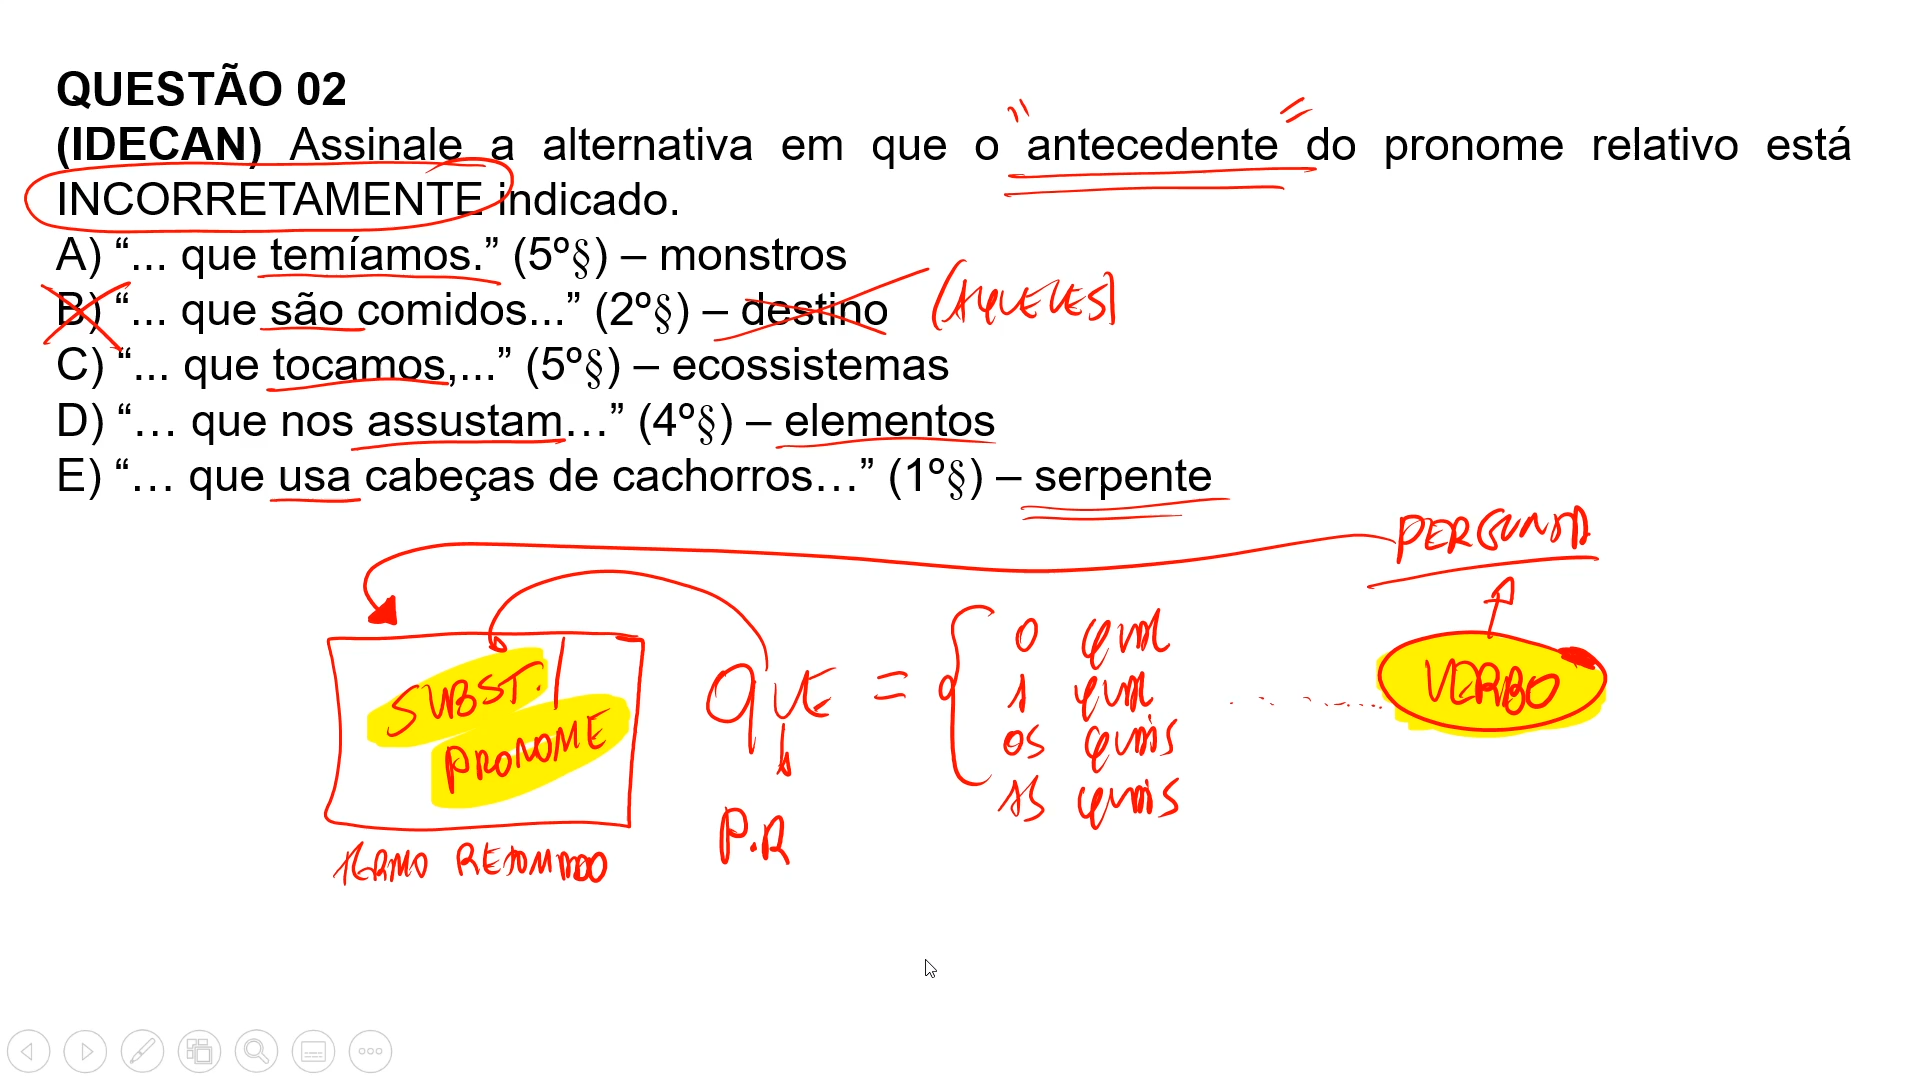 QUESTÃO 02
(IDECAN) Assinale a alternativa em que o "antecedente" do pronome relativo está
INCORRETAMENTE indicado.
A) “... que temíamos.” (5º§) – monstros
B) “... que são comidos...” (2º§) – destino (AQUELES)
C) “... que tocamos,...” (5º§) – ecossistemas
D) “… que nos assustam…” (4º§) – elementos
E) “… que usa cabeças de cachorros…” (1º§) – serpente
PERGUNTA
SUBST. / PRONOME
QUE =
O qual
A qual
Os quais
As quais
VERBO
P.R
TERMO RETOMADO